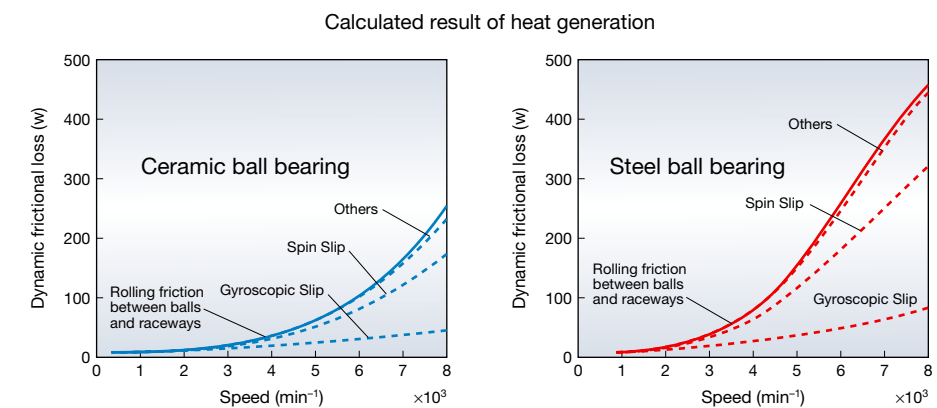 Calculated result of heat generation
Dynamic frictional loss (w)
500
400
300
200
100
0
Ceramic ball bearing
Others
Spin Slip
Gyroscopic Slip
Rolling friction
between balls
and raceways
0 1 2 3 4 5 6 7 8
Speed (min⁻¹)
×10³
Dynamic frictional loss (w)
500
400
300
200
100
0
Steel ball bearing
Others
Spin Slip
Rolling friction
between balls
and raceways
Gyroscopic Slip
0 1 2 3 4 5 6 7 8
Speed (min⁻¹)
×10³